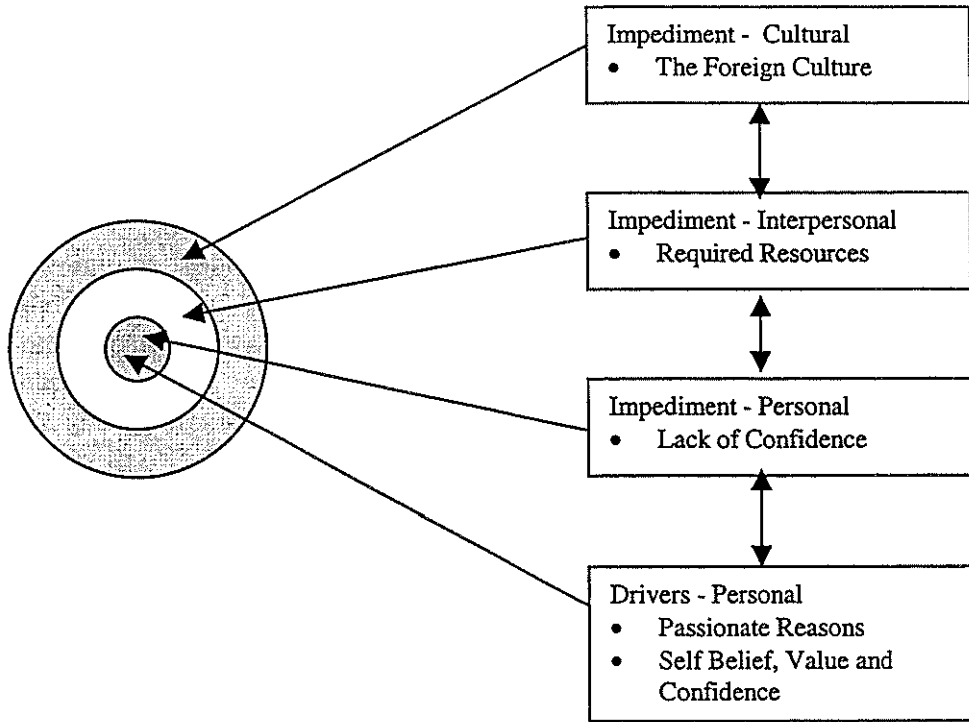 Impediment - Cultural
• The Foreign Culture
Impediment - Interpersonal
• Required Resources
Impediment - Personal
• Lack of Confidence
Drivers - Personal
• Passionate Reasons
• Self Belief, Value and
Confidence